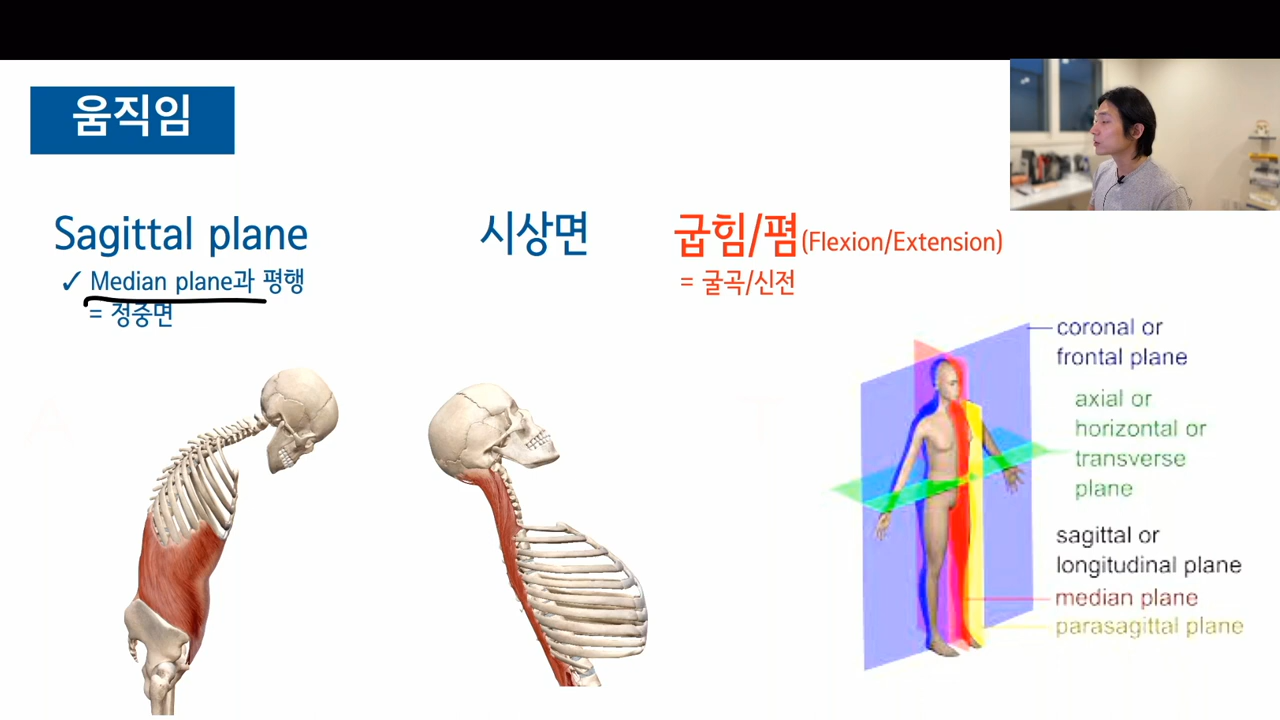 움직임
Sagittal plane
시상면
굽힘/폄(Flexion/Extension)
✓ Median plane과 평행
= 정중면
= 굴곡/신전
coronal or
frontal plane
axial or
horizontal or
transverse
plane
sagittal or
longitudinal plane
median plane
parasagittal plane